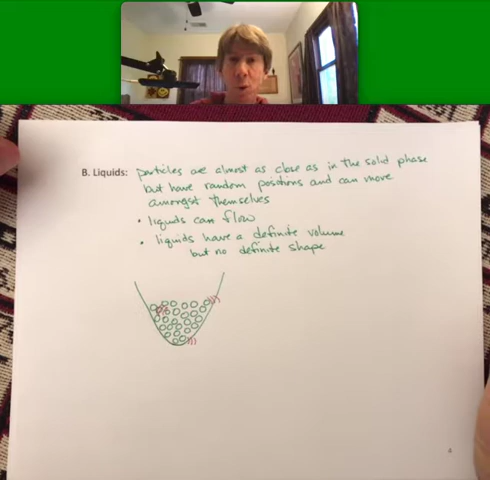 B. Liquids: particles are almost as close as in the solid phase
but have random positions and can move
amongst themselves
• liquids can flow
• liquids have a definite volume
but no definite shape